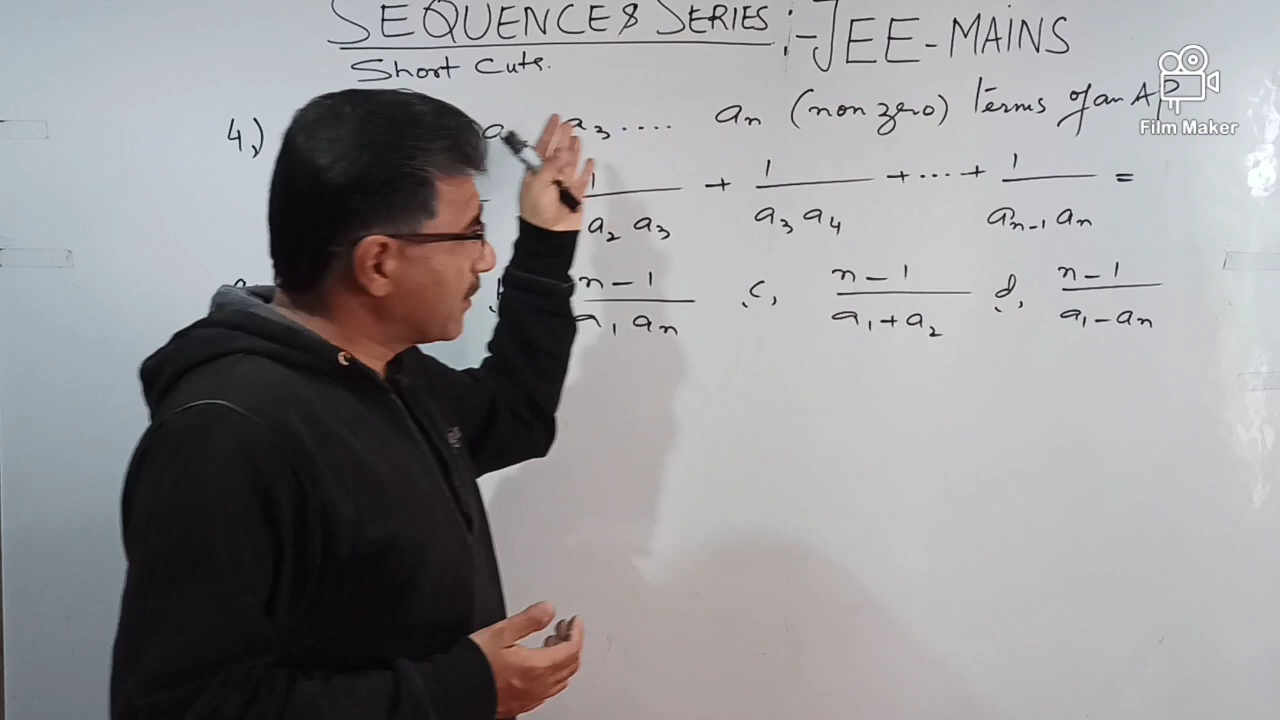 SEQUENCE & SERIES :- JEE-MAINS
Short Cuts.
4,) a₃.... aₙ (non zero) terms of an AP
Film Maker
1/(a₂ a₃) + 1/(a₃ a₄) + ... + 1/(aₙ₋₁ aₙ) =
n-1/(a₁ aₙ) c, n-1/(a₁+a₂) d, n-1/(a₁-aₙ)